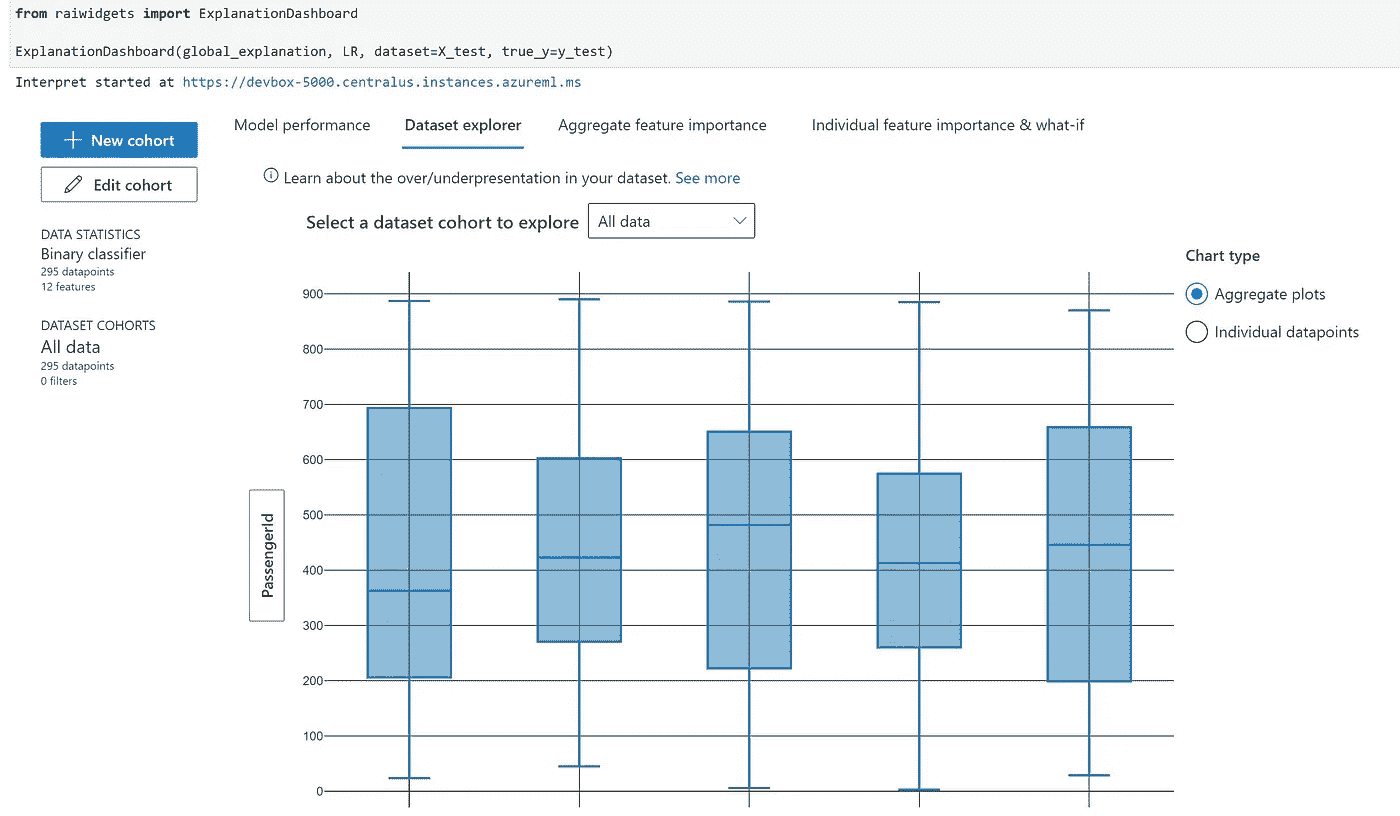 from raiwidgets import ExplanationDashboard
ExplanationDashboard(global_explanation, LR, dataset=X_test, true_y=y_test)
Interpret started at https://devbox-5000.centralus.instances.azureml.ms
New cohort
Edit cohort
DATA STATISTICS
Binary classifier
295 datapoints
12 features
DATASET COHORTS
All data
295 datapoints
0 filters
Model performance Dataset explorer Aggregate feature importance Individual feature importance & what-if
Learn about the over/underpresentation in your dataset. See more
Select a dataset cohort to explore All data
Chart type
Aggregate plots
Individual datapoints
PassengerId
900
800
700
600
500
400
300
200
100
0